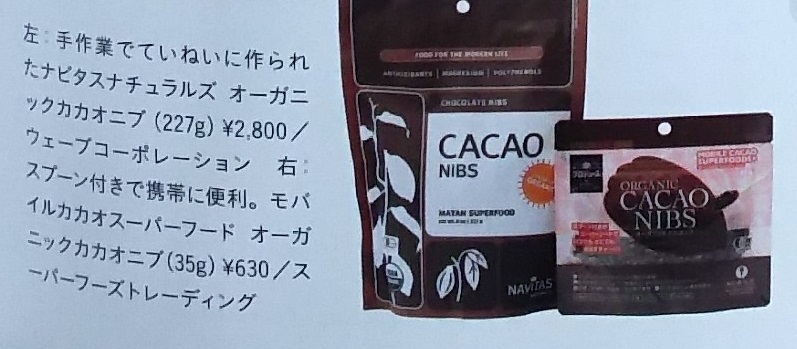 左：手作業でていねいに作られ
たナビタスナチュラルズ オーガニ
ックカカオニブ (227g) ¥2,800／
ウェーブコーポレーション 右：
スプーン付きで携帯に便利。モバ
イルカカオスーパーフード オーガ
ニックカカオニブ(35g) ¥630／ス
ーパーフーズトレーディング
FOOD FOR THE MODERN LIFE
ANTIOXIDANTS | MAGNESIUM | POLYPHENOLS
CHOCOLATE NIBS
CACAO
NIBS
ORGANIC
MAYAN SUPERFOOD
NAVITAS
MOBILE CACAO
SUPERFOODS
ORGANIC
CACAO
NIBS